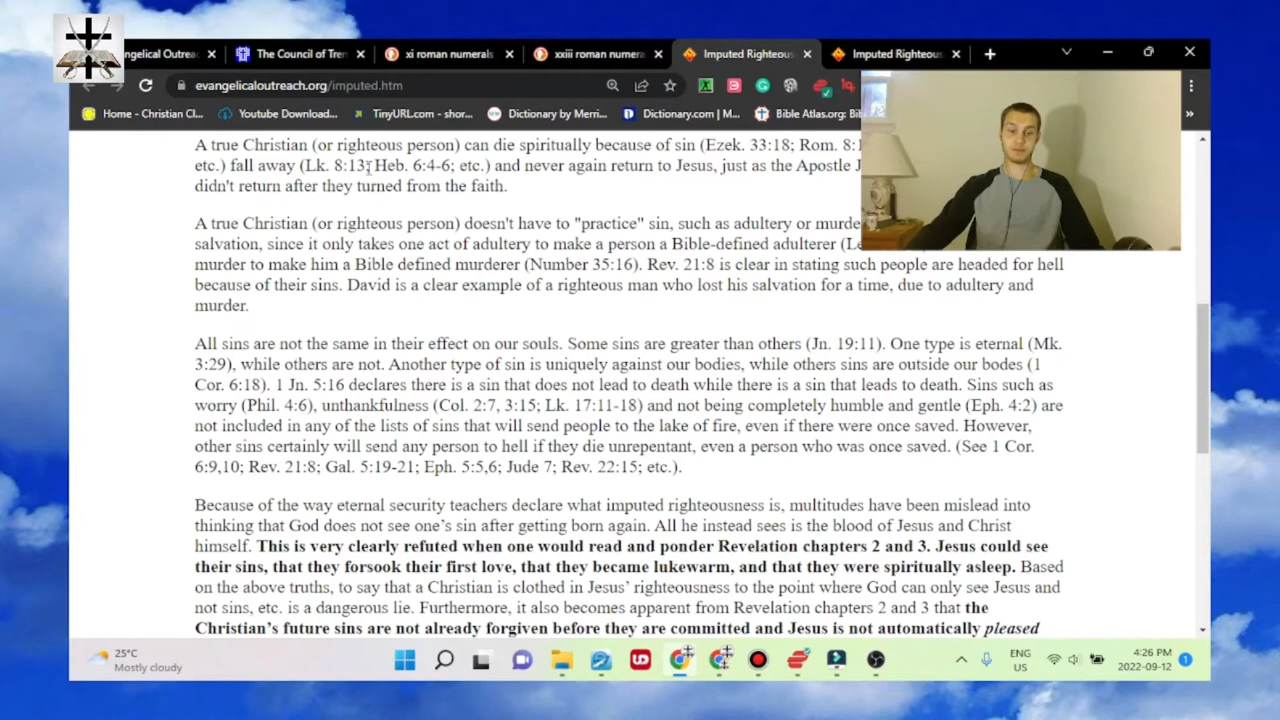 angelical Outrea
The Council of Tren
xi roman numerals
xxiii roman numera
Imputed Righteous
Imputed Righteous
evangelicaloutreach.org/imputed.htm
Home - Christian Cl...
Youtube Download...
TinyURL.com - shor...
Dictionary by Merri...
Dictionary.com | M...
Bible Atlas.org: Bib
A true Christian (or righteous person) can die spiritually because of sin (Ezek. 33:18; Rom. 8:1
etc.) fall away (Lk. 8:13; Heb. 6:4-6; etc.) and never again return to Jesus, just as the Apostle J
didn't return after they turned from the faith.
A true Christian (or righteous person) doesn't have to "practice" sin, such as adultery or murde
salvation, since it only takes one act of adultery to make a person a Bible-defined adulterer (Le
murder to make him a Bible defined murderer (Number 35:16). Rev. 21:8 is clear in stating such people are headed for hell
because of their sins. David is a clear example of a righteous man who lost his salvation for a time, due to adultery and
murder.
All sins are not the same in their effect on our souls. Some sins are greater than others (Jn. 19:11). One type is eternal (Mk.
3:29), while others are not. Another type of sin is uniquely against our bodies, while others sins are outside our bodes (1
Cor. 6:18). 1 Jn. 5:16 declares there is a sin that does not lead to death while there is a sin that leads to death. Sins such as
worry (Phil. 4:6), unthankfulness (Col. 2:7, 3:15; Lk. 17:11-18) and not being completely humble and gentle (Eph. 4:2) are
not included in any of the lists of sins that will send people to the lake of fire, even if there were once saved. However,
other sins certainly will send any person to hell if they die unrepentant, even a person who was once saved. (See 1 Cor.
6:9,10; Rev. 21:8; Gal. 5:19-21; Eph. 5:5,6; Jude 7; Rev. 22:15; etc.).
Because of the way eternal security teachers declare what imputed righteousness is, multitudes have been mislead into
thinking that God does not see one's sin after getting born again. All he instead sees is the blood of Jesus and Christ
himself. This is very clearly refuted when one would read and ponder Revelation chapters 2 and 3. Jesus could see
their sins, that they forsook their first love, that they became lukewarm, and that they were spiritually asleep. Based
on the above truths, to say that a Christian is clothed in Jesus' righteousness to the point where God can only see Jesus and
not sins, etc. is a dangerous lie. Furthermore, it also becomes apparent from Revelation chapters 2 and 3 that the
Christian's future sins are not already forgiven before they are committed and Jesus is not automatically pleased
25°C
Mostly cloudy
UD
ENG
US
4:26 PM
2022-09-12
1